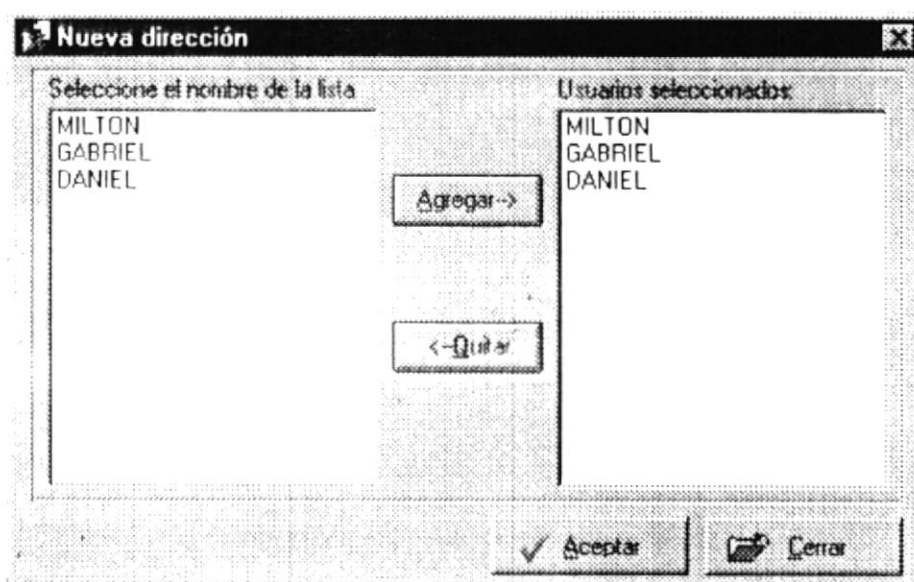 Nueva dirección
Seleccione el nombre de la lista
MILTON
GABRIEL
DANIEL
Agregar-->
<--Quitar
Usuarios seleccionados:
MILTON
GABRIEL
DANIEL
Aceptar
Cerrar